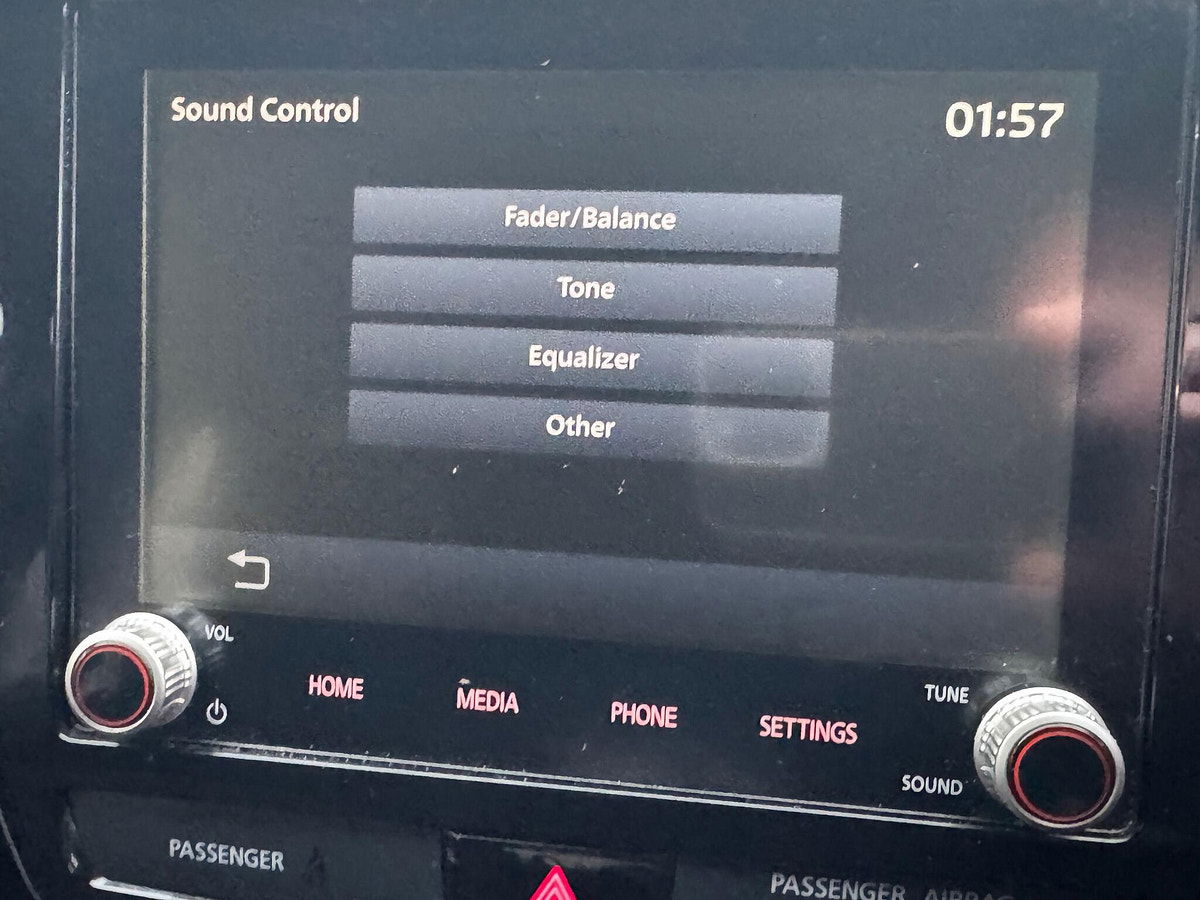 Sound Control
01:57
Fader/Balance
Tone
Equalizer
Other
VOL
HOME
MEDIA
PHONE
SETTINGS
TUNE
SOUND
PASSENGER
PASSENGER AIRBAG